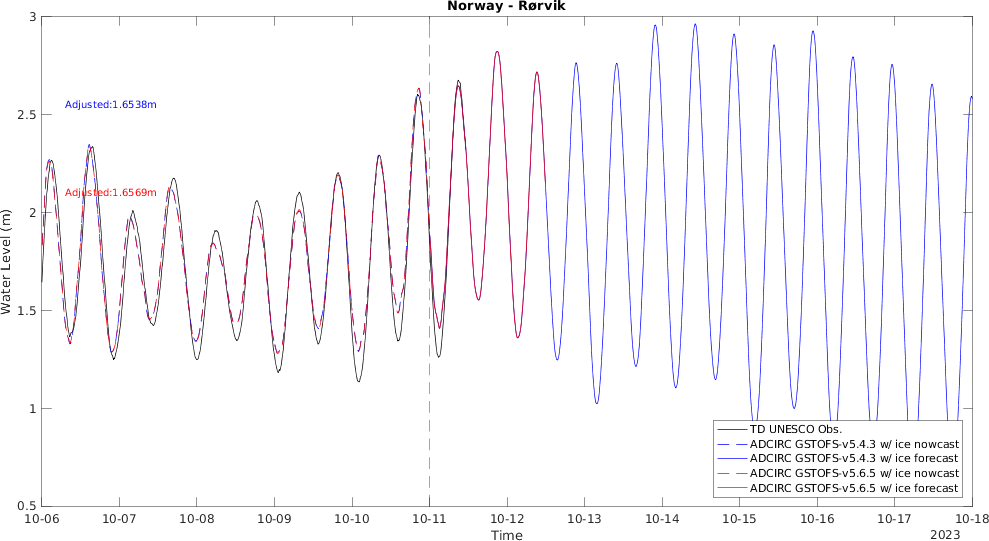 Norway - Rørvik
3
2.5
2
1.5
1
0.5
Water Level (m)
Adjusted:1.6538m
Adjusted:1.6569m
TD UNESCO Obs.
ADCIRC GSTOFS-v5.4.3 w/ ice nowcast
ADCIRC GSTOFS-v5.4.3 w/ ice forecast
ADCIRC GSTOFS-v5.6.5 w/ ice nowcast
ADCIRC GSTOFS-v5.6.5 w/ ice forecast
10-06 10-07 10-08 10-09 10-10 10-11 10-12 10-13 10-14 10-15 10-16 10-17 10-18
Time
2023